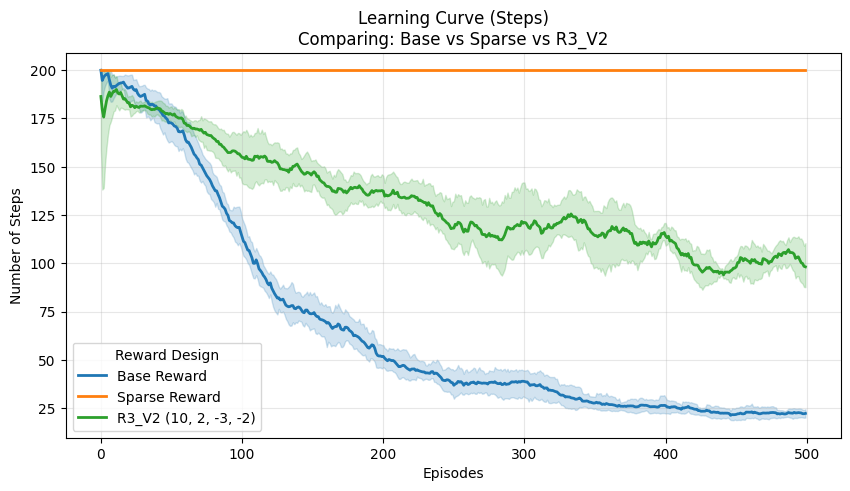 Learning Curve (Steps)
Comparing: Base vs Sparse vs R3_V2
Number of Steps
200
175
150
125
100
75
50
25
Reward Design
Base Reward
Sparse Reward
R3_V2 (10, 2, -3, -2)
0
100
200
300
400
500
Episodes